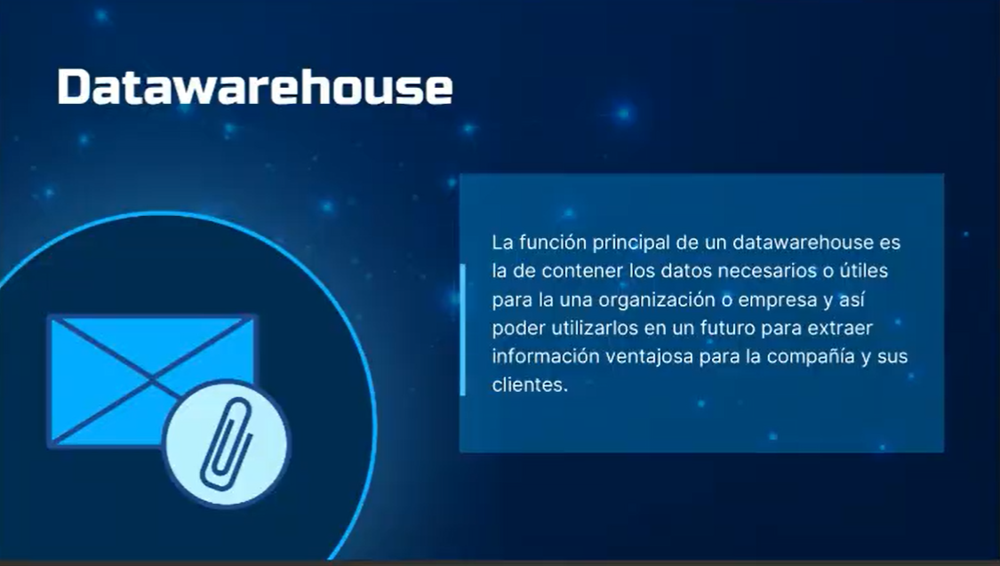 Datawarehouse
La función principal de un datawarehouse es
la de contener los datos necesarios o útiles
para la una organización o empresa y así
poder utilizarlos en un futuro para extraer
información ventajosa para la compañía y sus
clientes.